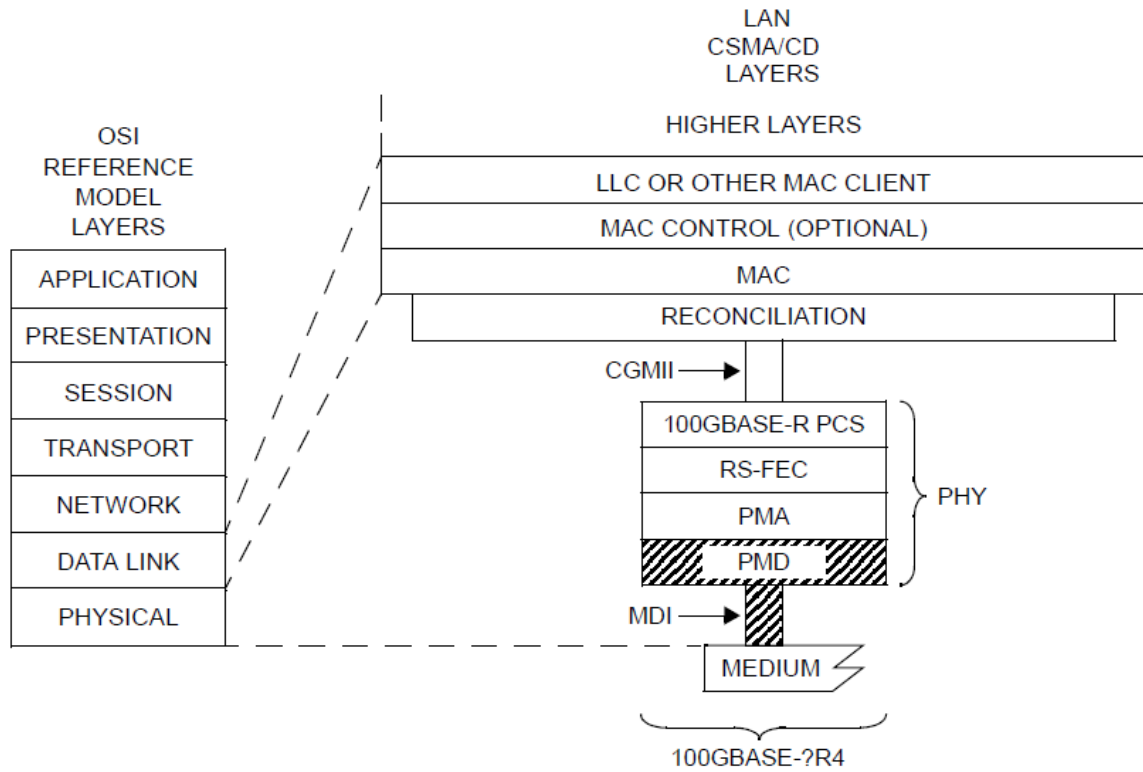 LAN
CSMA/CD
LAYERS
OSI
REFERENCE
MODEL
LAYERS
HIGHER LAYERS
LLC OR OTHER MAC CLIENT
MAC CONTROL (OPTIONAL)
MAC
RECONCILIATION
APPLICATION
PRESENTATION
SESSION
TRANSPORT
NETWORK
DATA LINK
PHYSICAL
CGMII
100GBASE-R PCS
RS-FEC
PMA
PMD
PHY
MDI
MEDIUM
100GBASE-?R4